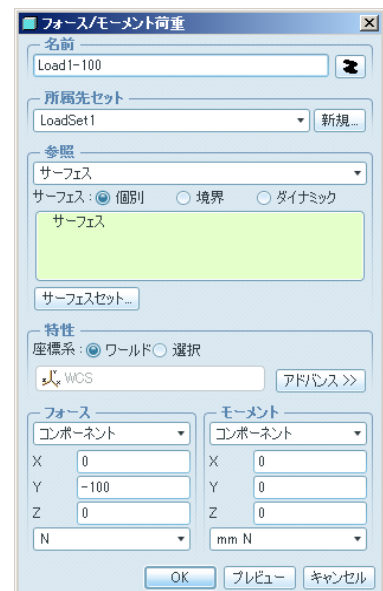 フォース/モーメント荷重
名前
Load1-100
所属先セット
LoadSet1 新規...
参照
サーフェス
サーフェス : 個別 境界 ダイナミック
サーフェス
サーフェスセット...
特性
座標系 : ワールド 選択
WCS アドバンス >>
フォース モーメント
コンポーネント コンポーネント
X 0 X 0
Y -100 Y 0
Z 0 Z 0
N mm N
OK プレビュー キャンセル